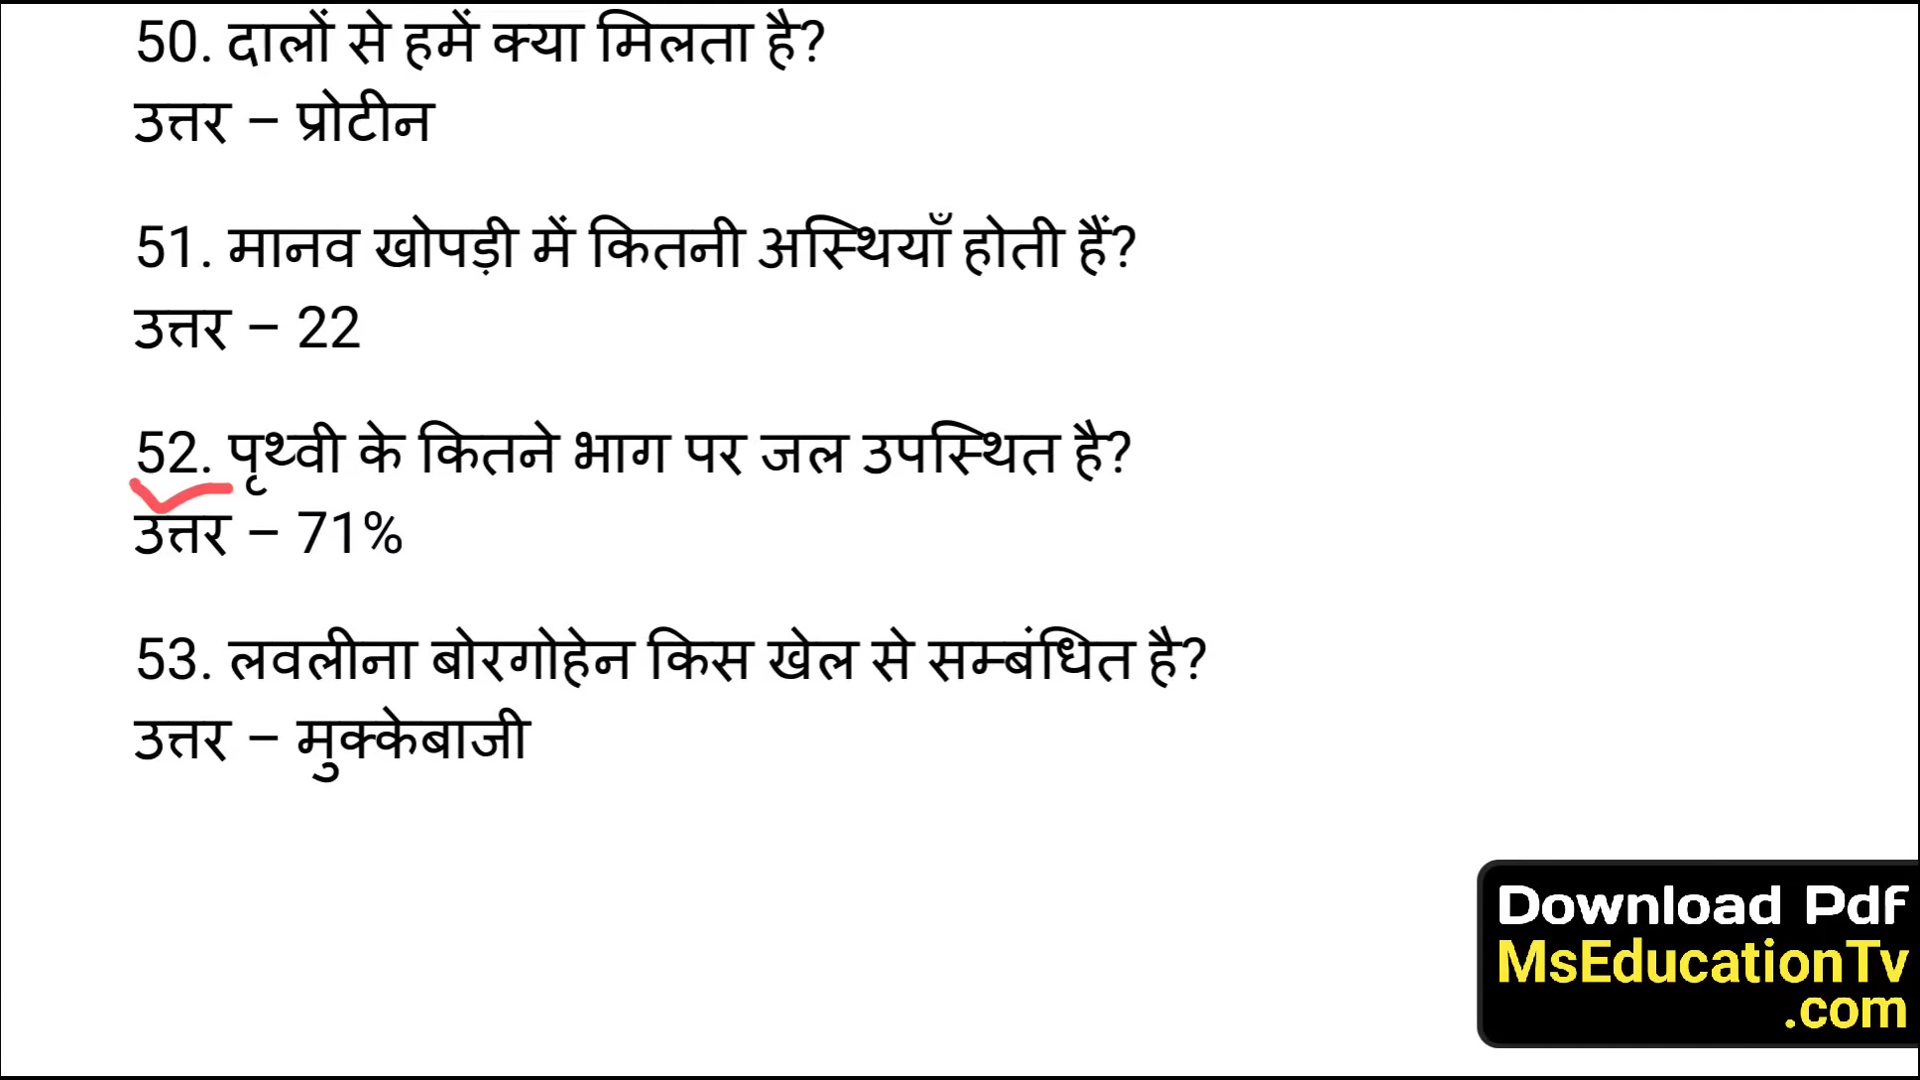 50. दालों से हमें क्या मिलता है?
उत्तर – प्रोटीन
51. मानव खोपड़ी में कितनी अस्थियाँ होती हैं?
उत्तर – 22
52. पृथ्वी के कितने भाग पर जल उपस्थित है?
उत्तर – 71%
53. लवलीना बोरगोहेन किस खेल से सम्बंधित है?
उत्तर – मुक्केबाजी
Download Pdf
MsEducationTv
.com